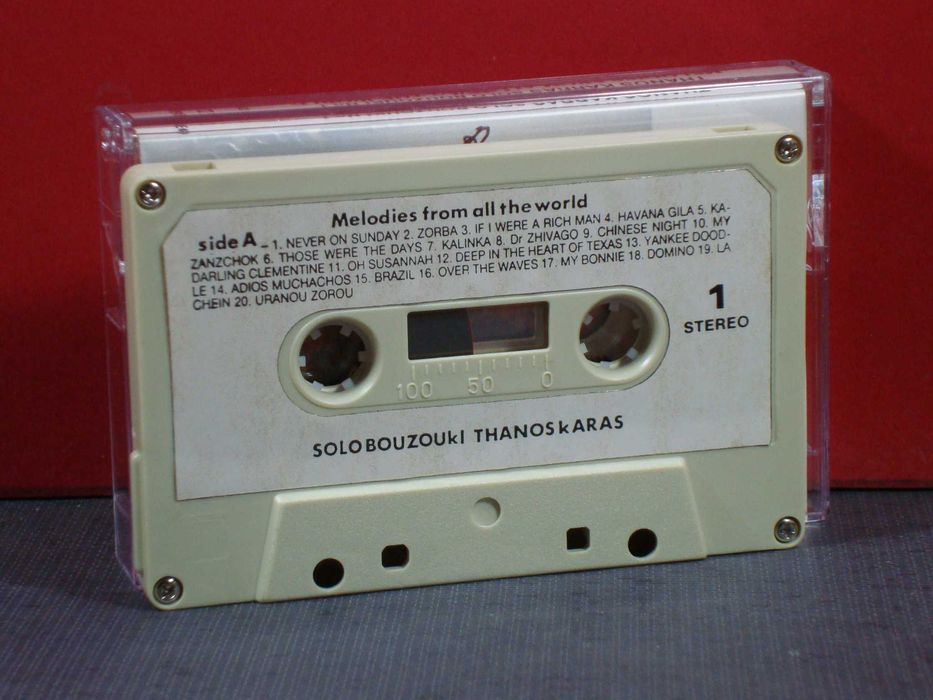 Melodies from all the world
side A - 1. NEVER ON SUNDAY 2. ZORBA 3. IF I WERE A RICH MAN 4. HAVANA GILA 5. KA-
ZANZCHOK 6. THOSE WERE THE DAYS 7. KALINKA 8. Dr ZHIVAGO 9. CHINESE NIGHT 10. MY
DARLING CLEMENTINE 11. OH SUSANNAH 12. DEEP IN THE HEART OF TEXAS 13. YANKEE DOOD-
LE 14. ADIOS MUCHACHOS 15. BRAZIL 16. OVER THE WAVES 17. MY BONNIE 18. DOMINO 19. LA
CHEIN 20. URANOU ZOROU
1
STEREO
100 50 0
SOLO BOUZOUkI THANOS kARAS